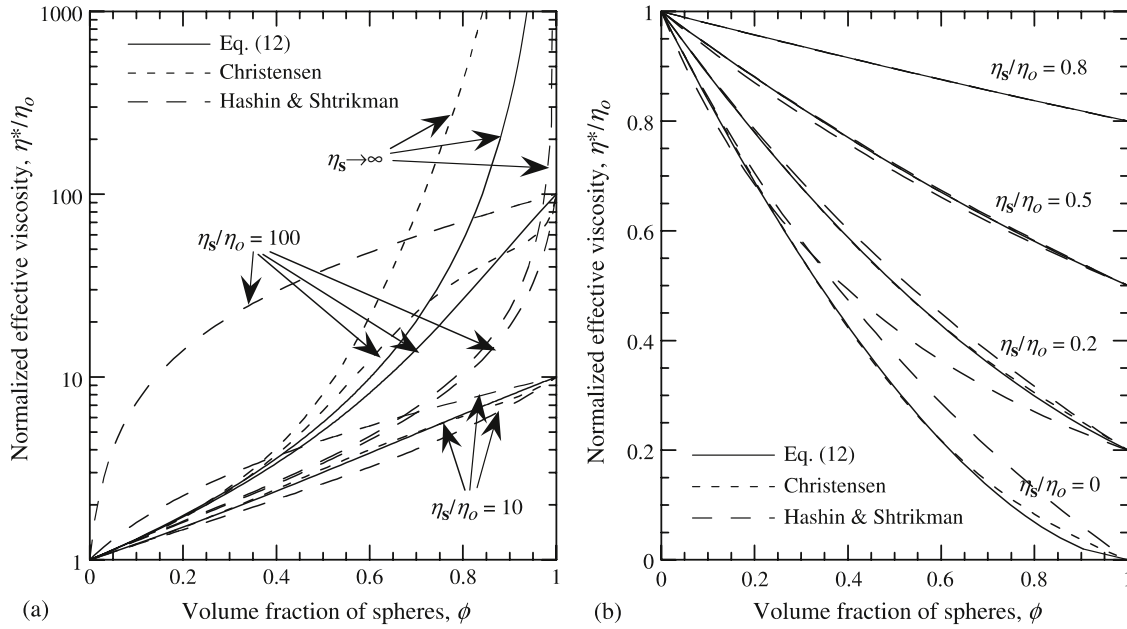 1000
100
10
1
0
0.2
0.4
0.6
0.8
1
Normalized effective viscosity, η*/ηₒ
Volume fraction of spheres, ϕ
(a)
Eq. (12)
Christensen
Hashin & Shtrikman
ηₛ→∞
ηₛ/ηₒ = 100
ηₛ/ηₒ = 10
1
0.8
0.6
0.4
0.2
0
0
0.2
0.4
0.6
0.8
1
Normalized effective viscosity, η*/ηₒ
Volume fraction of spheres, ϕ
(b)
ηₛ/ηₒ = 0.8
ηₛ/ηₒ = 0.5
ηₛ/ηₒ = 0.2
ηₛ/ηₒ = 0
Eq. (12)
Christensen
Hashin & Shtrikman